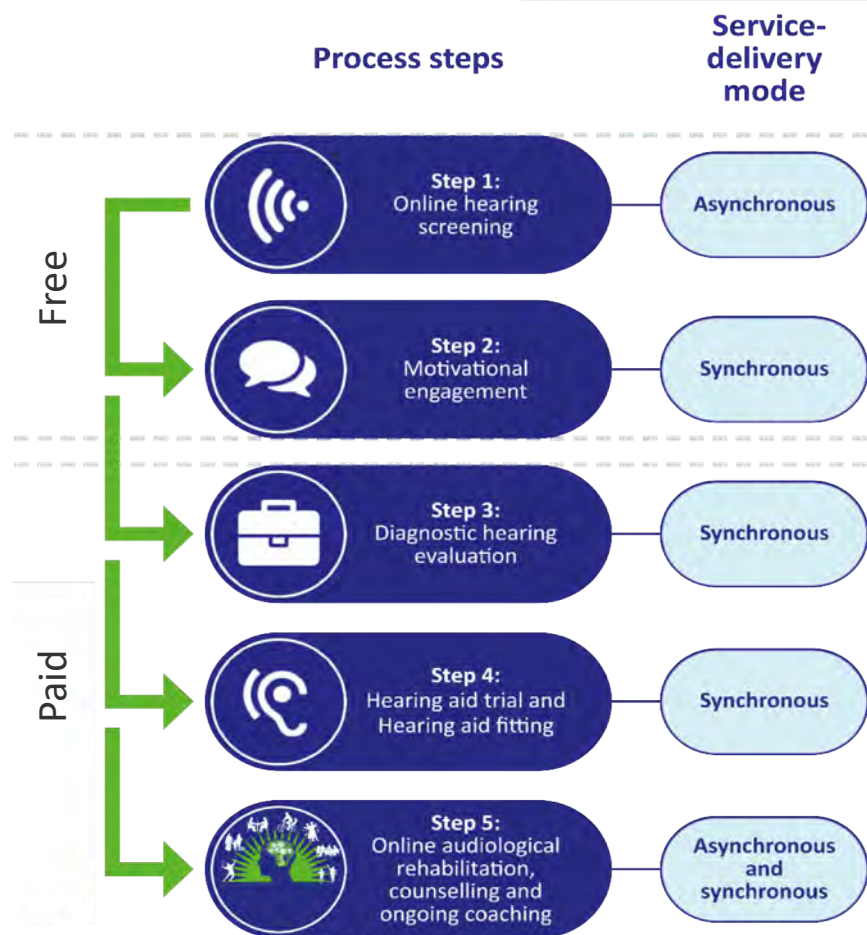 Process steps
Service-
delivery
mode
Free
Step 1:
Online hearing
screening
Asynchronous
Step 2:
Motivational
engagement
Synchronous
Paid
Step 3:
Diagnostic hearing
evaluation
Synchronous
Step 4:
Hearing aid trial and
Hearing aid fitting
Synchronous
Step 5:
Online audiological
rehabilitation,
counselling and
ongoing coaching
Asynchronous
and
synchronous